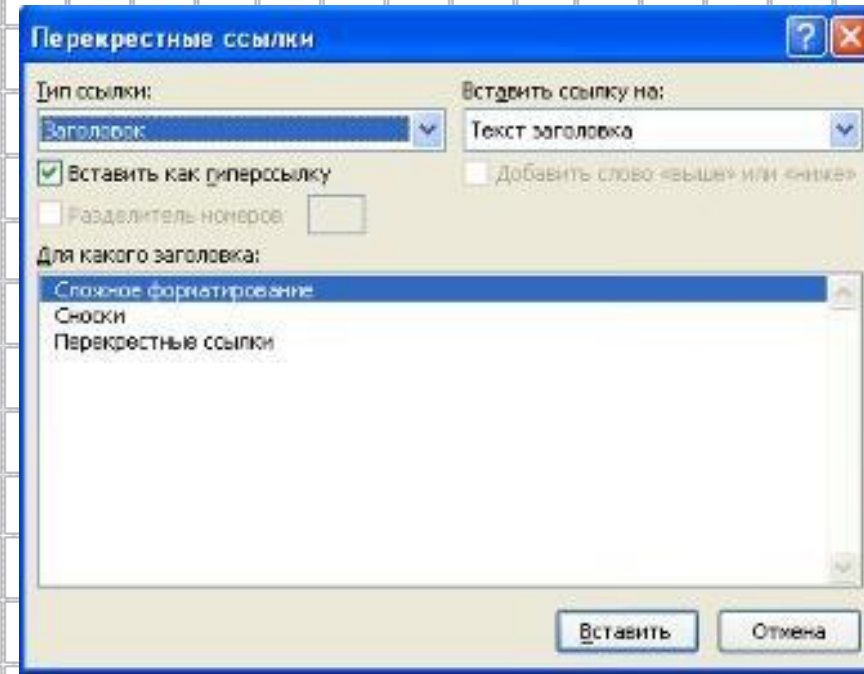 Перекрестные ссылки
Тип ссылки:
Вставить ссылку на:
Заголовок
Текст заголовка
Вставить как гиперссылку
Добавить слово «выше» или «ниже»
Разделитель номеров
Для какого заголовка:
Сложное форматирование
Сноски
Перекрестные ссылки
Вставить
Отмена